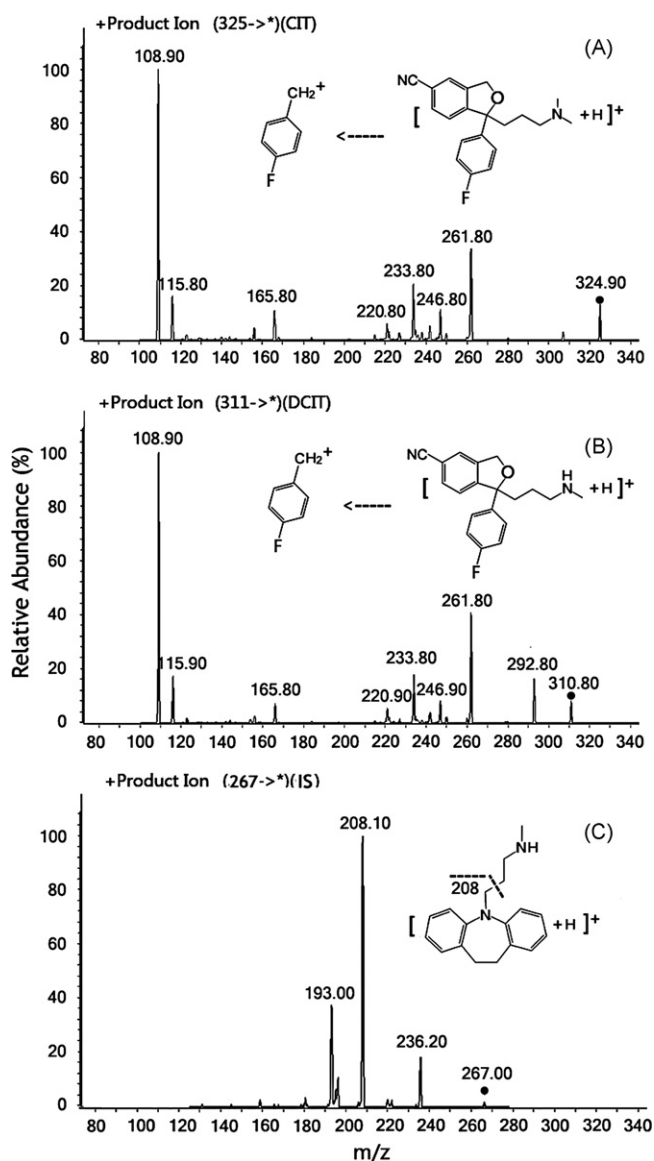 +Product Ion (325->*)(CIT)
(A)
108.90
100
80
60
40
20
0
CH2+
F
<-----
[
NC
O
N
+H ]+
F
115.80
165.80
220.80
233.80
246.80
261.80
324.90
80 100 120 140 160 180 200 220 240 260 280 300 320 340
+Product Ion (311->*)(DCIT)
(B)
108.90
100
80
60
40
20
0
CH2+
F
<-----
[
NC
O
H
N
+H ]+
F
115.90
165.80
220.90
233.80
246.90
261.80
292.80
310.80
80 100 120 140 160 180 200 220 240 260 280 300 320 340
Relative Abundance (%)
+Product Ion (267->*)(IS)
(C)
208.10
100
80
60
40
20
0
NH
208
N
[
+H ]+
193.00
236.20
267.00
80 100 120 140 160 180 200 220 240 260 280 300 320 340
m/z